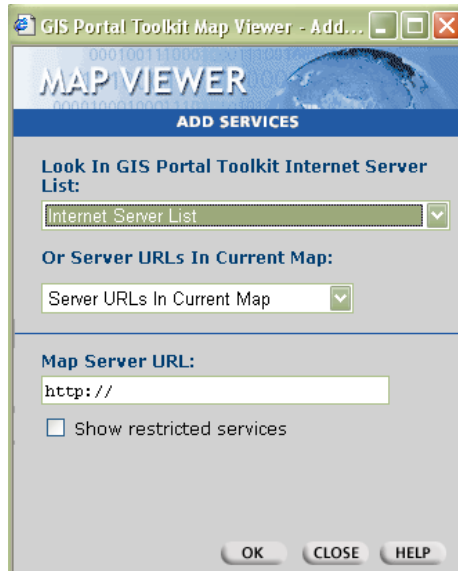 GIS Portal Toolkit Map Viewer - Add...
MAP VIEWER
ADD SERVICES
Look In GIS Portal Toolkit Internet Server
List:
Internet Server List
Or Server URLs In Current Map:
Server URLs In Current Map
Map Server URL:
http://
Show restricted services
OK
CLOSE
HELP